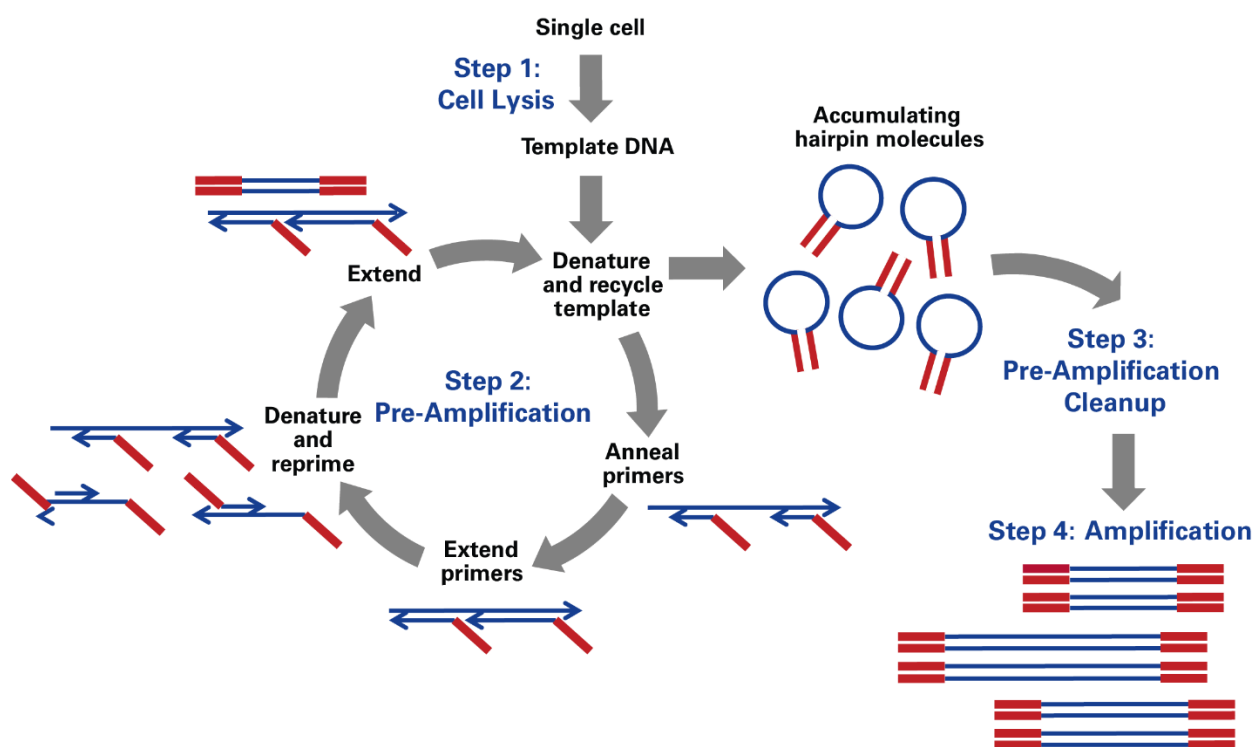 Single cell
Step 1:
Cell Lysis
Template DNA
Accumulating
hairpin molecules
Denature
and recycle
template
Extend
Step 2:
Pre-Amplification
Step 3:
Pre-Amplification
Cleanup
Denature
and
reprime
Anneal
primers
Extend
primers
Step 4: Amplification